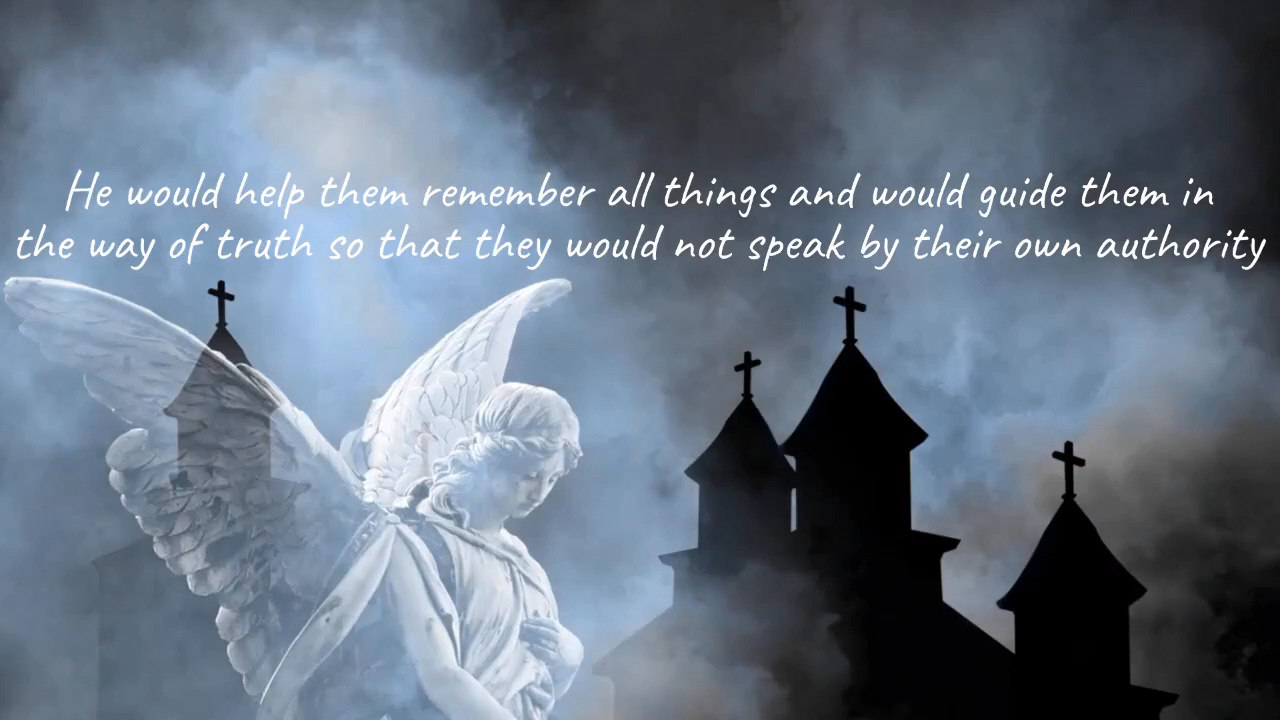 He would help them remember all things and would guide them in
the way of truth so that they would not speak by their own authority